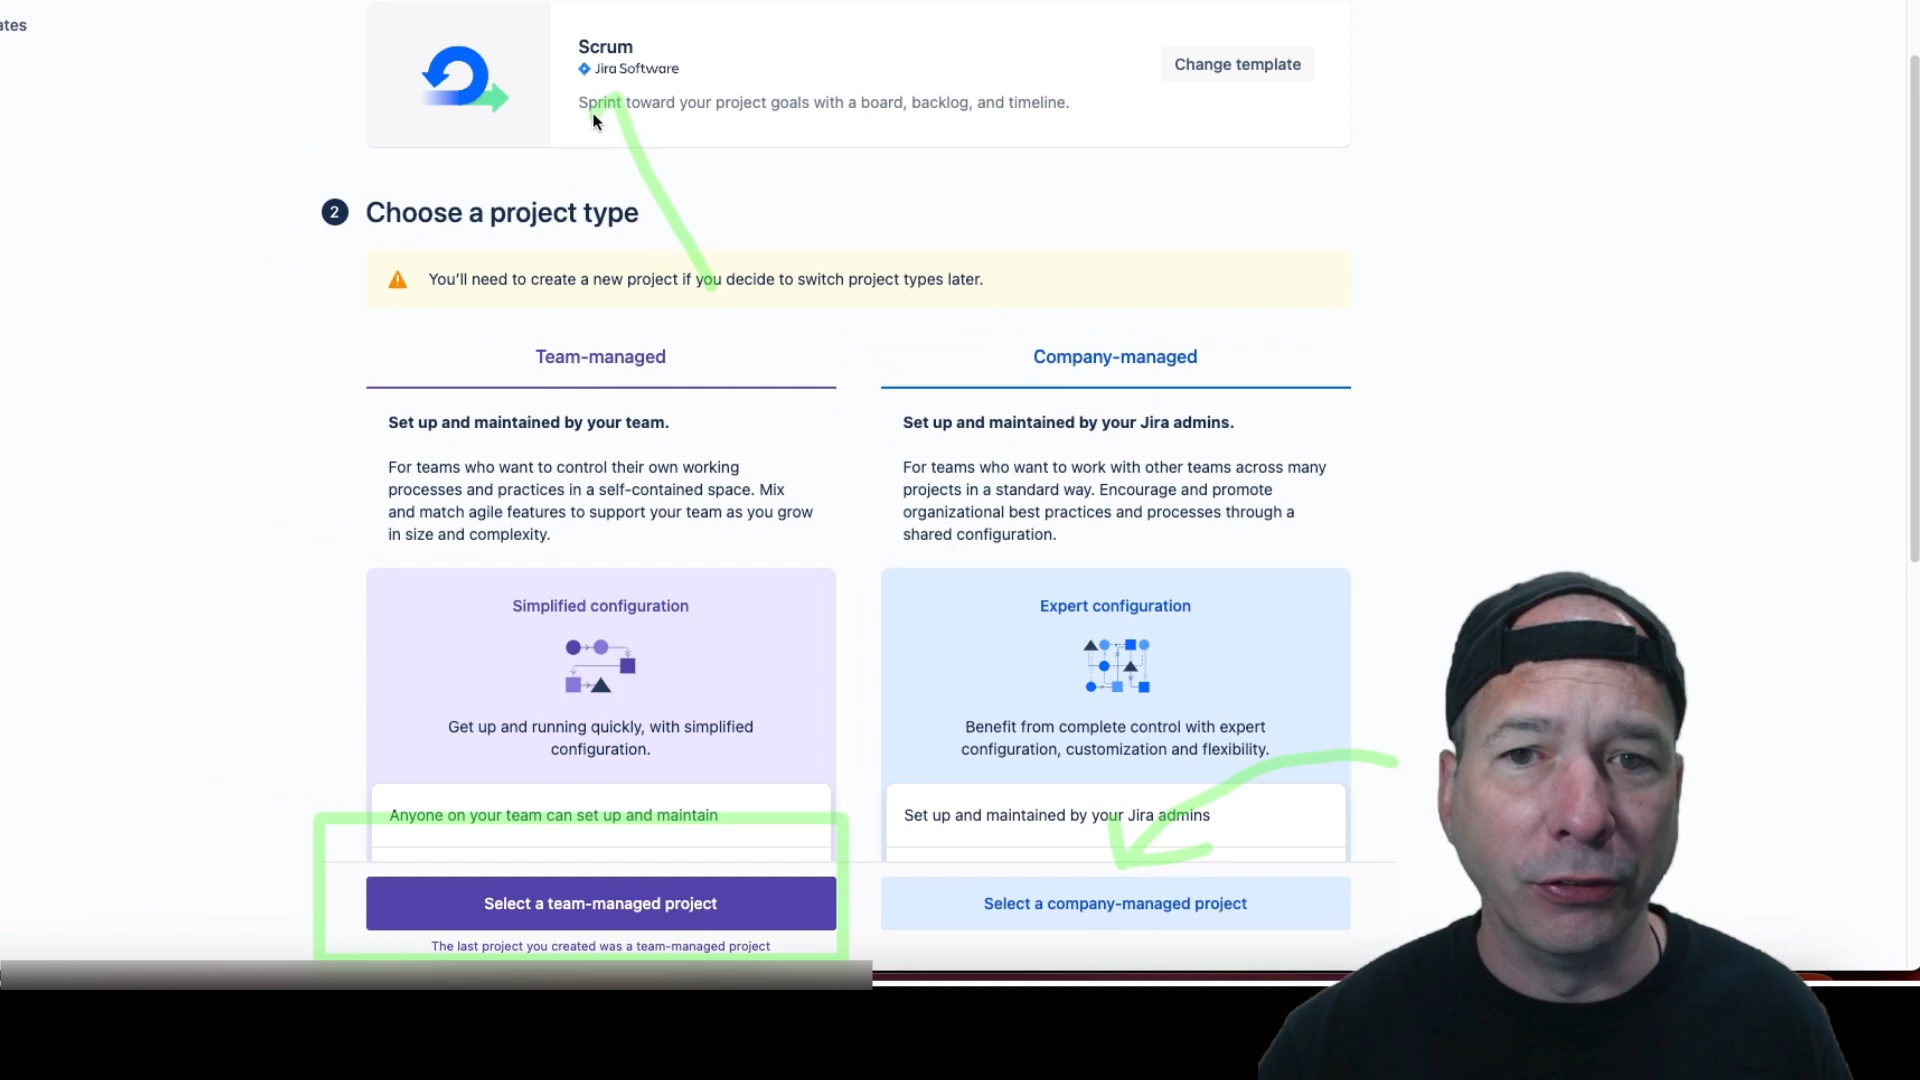 ates
Scrum
Jira Software
Change template
Sprint toward your project goals with a board, backlog, and timeline.
2 Choose a project type
You’ll need to create a new project if you decide to switch project types later.
Team-managed
Set up and maintained by your team.
For teams who want to control their own working
processes and practices in a self-contained space. Mix
and match agile features to support your team as you grow
in size and complexity.
Simplified configuration
Get up and running quickly, with simplified
configuration.
Anyone on your team can set up and maintain
Select a team-managed project
The last project you created was a team-managed project
Company-managed
Set up and maintained by your Jira admins.
For teams who want to work with other teams across many
projects in a standard way. Encourage and promote
organizational best practices and processes through a
shared configuration.
Expert configuration
Benefit from complete control with expert
configuration, customization and flexibility.
Set up and maintained by your Jira admins
Select a company-managed project